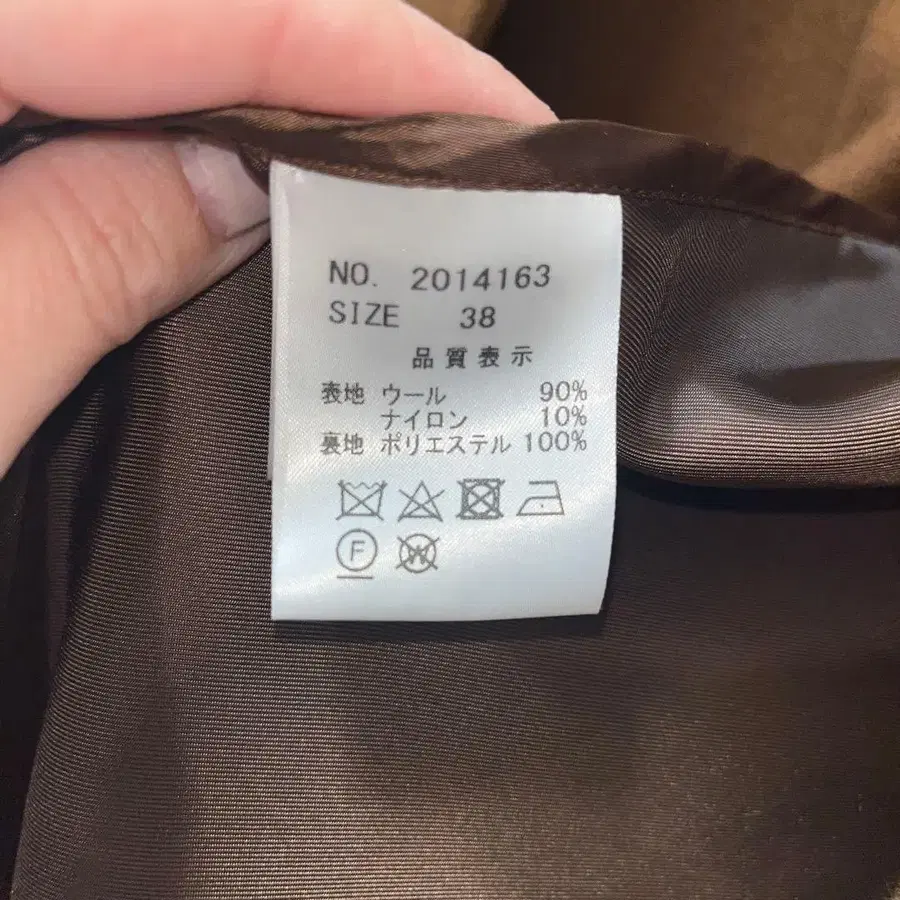 NO. 2014163
SIZE 38
品質表示
表地 ウール 90%
ナイロン 10%
裏地 ポリエステル 100%
F W